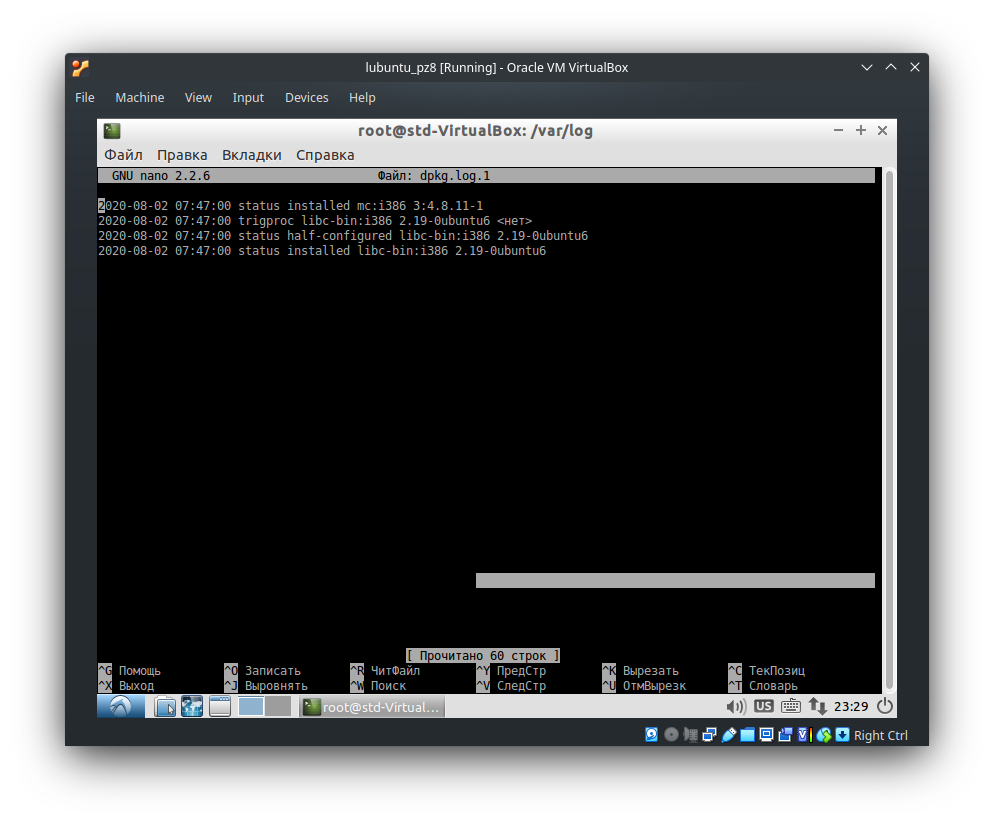 lubuntu_pz8 [Running] - Oracle VM VirtualBox
File Machine View Input Devices Help
root@std-VirtualBox: /var/log
Файл Правка Вкладки Справка
GNU nano 2.2.6 Файл: dpkg.log.1
2020-08-02 07:47:00 status installed mc:i386 3:4.8.11-1
2020-08-02 07:47:00 trigproc libc-bin:i386 2.19-0ubuntu6 <нет>
2020-08-02 07:47:00 status half-configured libc-bin:i386 2.19-0ubuntu6
2020-08-02 07:47:00 status installed libc-bin:i386 2.19-0ubuntu6
[ Прочитано 60 строк ]
^G Помощь ^O Записать ^R ЧитФайл ^Y ПредСтр ^K Вырезать ^C ТекПозиц
^X Выход ^J Выровнять ^W Поиск ^V СледСтр ^U ОтмВырезк ^T Словарь
root@std-Virtual... US 23:29
Right Ctrl